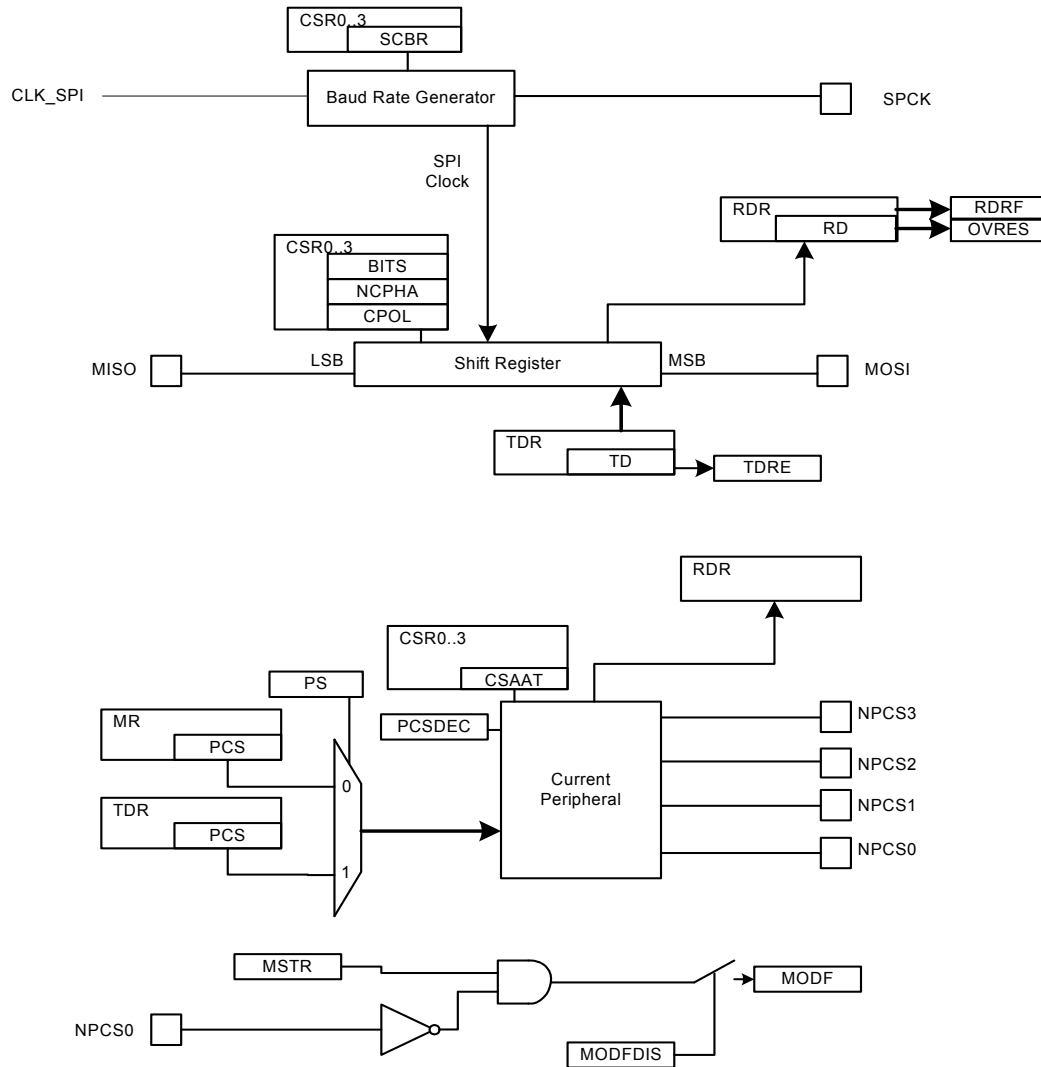 CSR0..3
SCBR
CLK_SPI
Baud Rate Generator
SPCK
SPI
Clock
RDR
RD
RDRF
OVRES
CSR0..3
BITS
NCPHA
CPOL
MISO
LSB
Shift Register
MSB
MOSI
TDR
TD
TDRE
RDR
CSR0..3
CSAAT
PS
MR
PCS
PCSDEC
NPCS3
0
Current
Peripheral
NPCS2
TDR
PCS
NPCS1
1
NPCS0
MSTR
MODF
NPCS0
MODFDIS